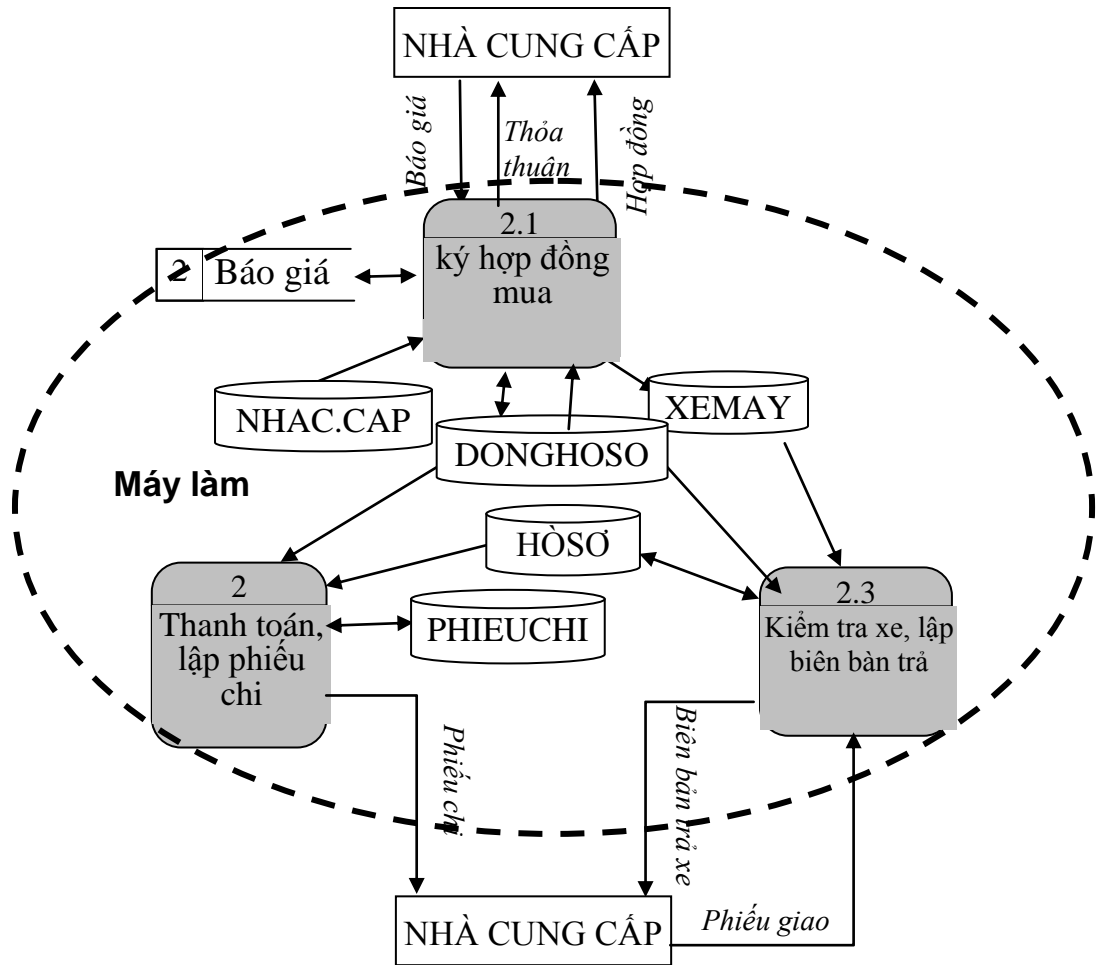 NHÀ CUNG CẤP
Báo giá
Thỏa
thuận
Hợp đồng
2.1
ký hợp đồng
mua
2 Báo giá
NHAC.CAP
XEMAY
DONGHOSO
Máy làm
HÒSƠ
2
Thanh toán,
lập phiếu
chi
PHIEUCHI
2.3
Kiểm tra xe, lập
biên bàn trả
Phiếu chi
Biên bản trả xe
NHÀ CUNG CẤP
Phiếu giao